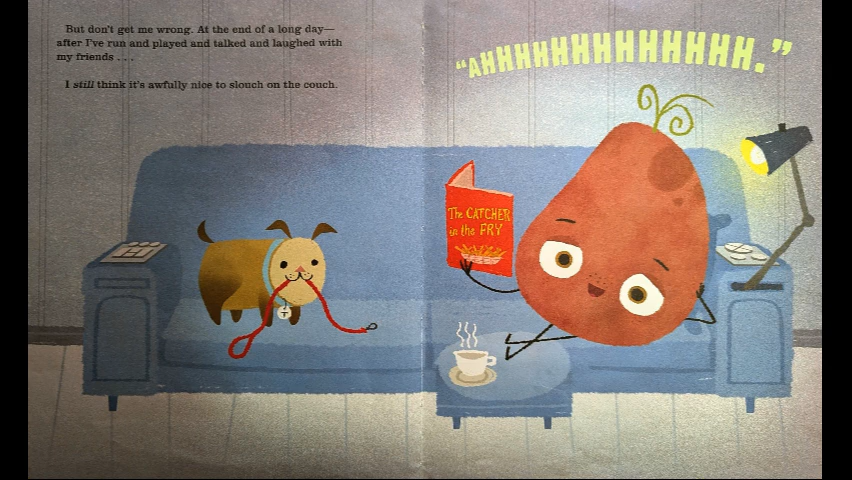 But don't get me wrong. At the end of a long day—
after I've run and played and talked and laughed with
my friends . . .
I still think it's awfully nice to slouch on the couch.
"AHHHHHHHHHHHHHH."
The CATCHER
in the FRY
T